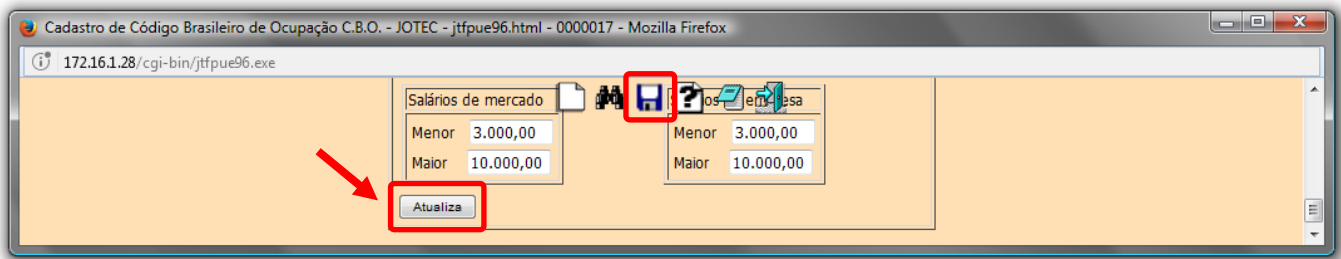 Cadastro de Código Brasileiro de Ocupação C.B.O. - JOTEC - jtfpue96.html - 0000017 - Mozilla Firefox
172.16.1.28/cgi-bin/jtfpue96.exe
Salários de mercado
Menor 3.000,00 Menor 3.000,00
Maior 10.000,00 Maior 10.000,00
Atualiza